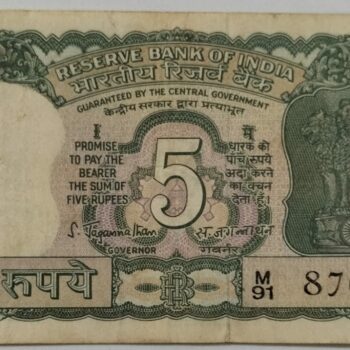 RESERVE BANK OF INDIA
भारतीय रिज़र्व बैंक
GUARANTEED BY THE CENTRAL GOVERNMENT
केन्द्रीय सरकार द्वारा प्रत्याभूत
I PROMISE
TO PAY THE
BEARER
THE SUM OF
FIVE RUPEES
5
मैं
धारक को
पाँच रुपये
अदा करने
का वचन
देता हूँ।
S. Jagannathan
स. जगन्नाथन
GOVERNOR
गवर्नर
रुपये
M/91 87